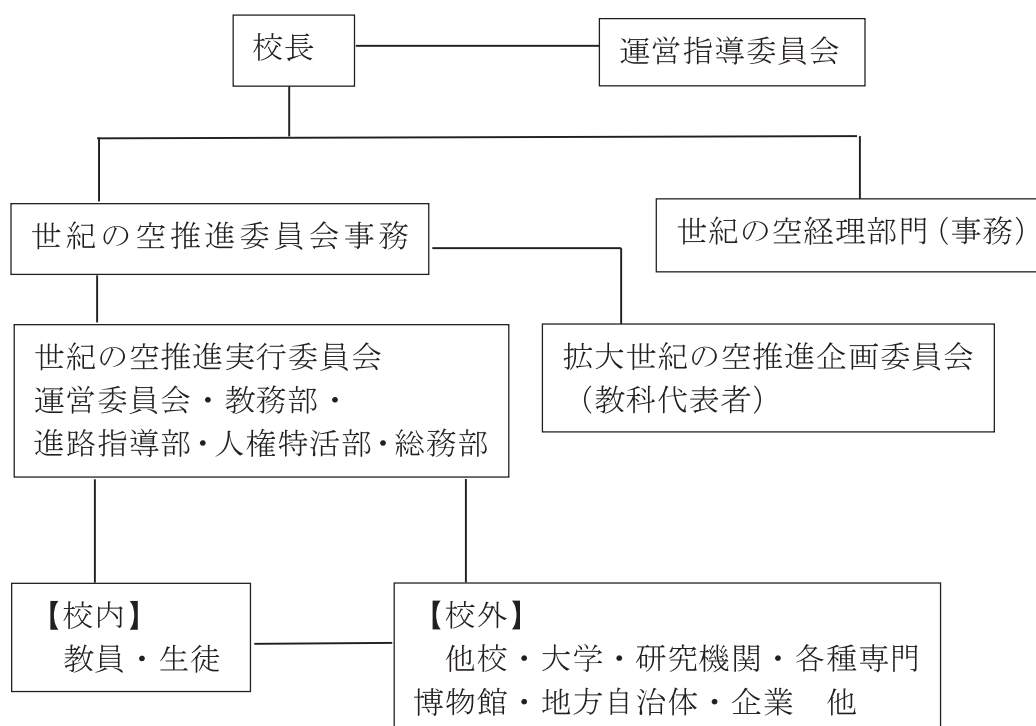 校長
運営指導委員会
世紀の空推進委員会事務
世紀の空経理部門(事務)
世紀の空推進実行委員会
運営委員会・教務部・
進路指導部・人権特活部・総務部
拡大世紀の空推進企画委員会
(教科代表者)
【校内】
教員・生徒
【校外】
他校・大学・研究機関・各種専門
博物館・地方自治体・企業 他